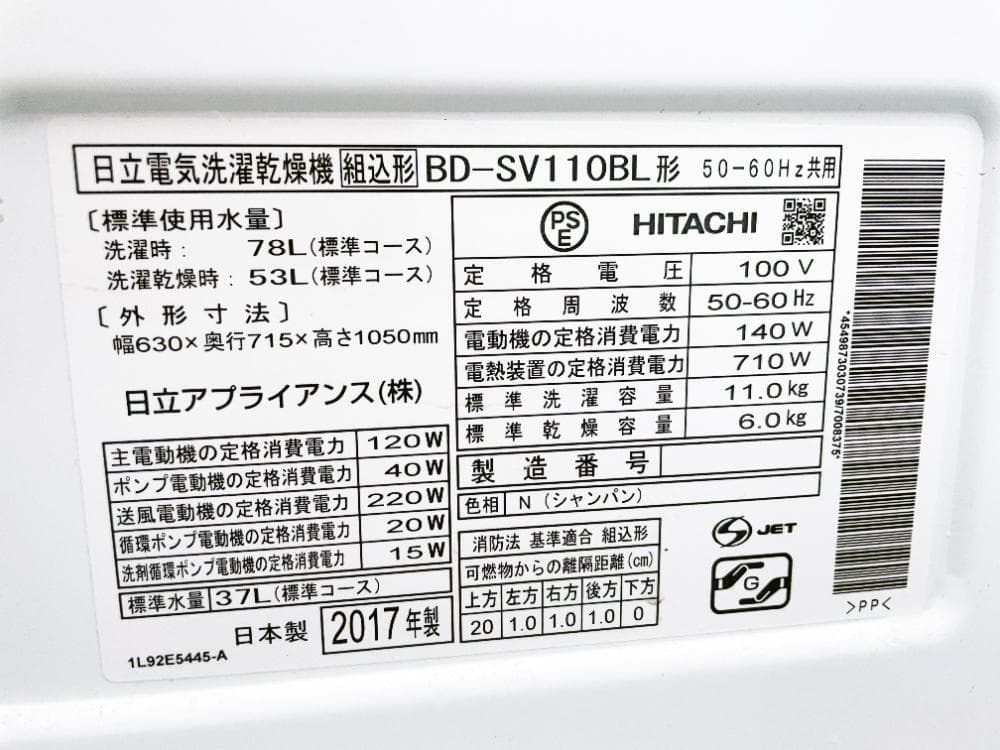 日立電気洗濯乾燥機 組込形 BD-SV110BL形 50-60Hz共用
〔標準使用水量〕
洗濯時： 78L(標準コース)
洗濯乾燥時： 53L(標準コース)
〔外形寸法〕
幅630×奥行715×高さ1050mm
日立アプライアンス(株)
主電動機の定格消費電力 120W
ポンプ電動機の定格消費電力 40W
送風電動機の定格消費電力 220W
循環ポンプ電動機の定格消費電力 20W
洗剤循環ポンプ電動機の定格消費電力 15W
標準水量 37L(標準コース)
日本製 2017年製
1L92E5445-A
PSE HITACHI
定格電圧 100V
定格周波数 50-60Hz
電動機の定格消費電力 140W
電熱装置の定格消費電力 710W
標準洗濯容量 11.0kg
標準乾燥容量 6.0kg
製造番号
色相 N（シャンパン）
消防法 基準適合 組込形
可燃物からの離隔距離(cm)
上方 左方 右方 後方 下方
20 1.0 1.0 1.0 0
S JET
G
*4549873030739/7008375*
>PP<